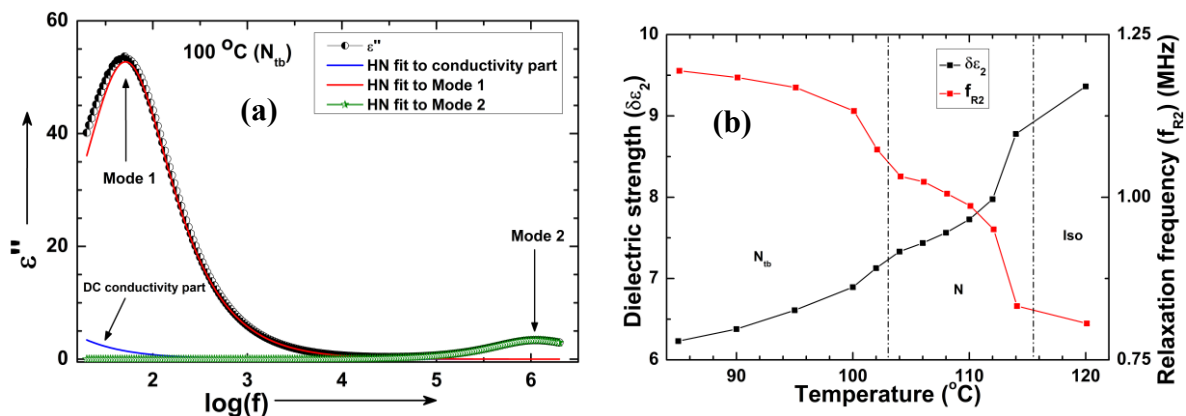 60
50
40
30
20
10
0
ε"
100 °C (Ntb)
(a)
ε"
HN fit to conductivity part
HN fit to Mode 1
HN fit to Mode 2
Mode 1
Mode 2
DC conductivity part
2
3
4
5
6
log(f)
10
9
8
7
6
Dielectric strength (δε2)
(b)
δε2
fR2
Ntb
N
Iso
90
100
110
120
Temperature (°C)
1.25
1.00
0.75
Relaxation frequency (fR2) (MHz)